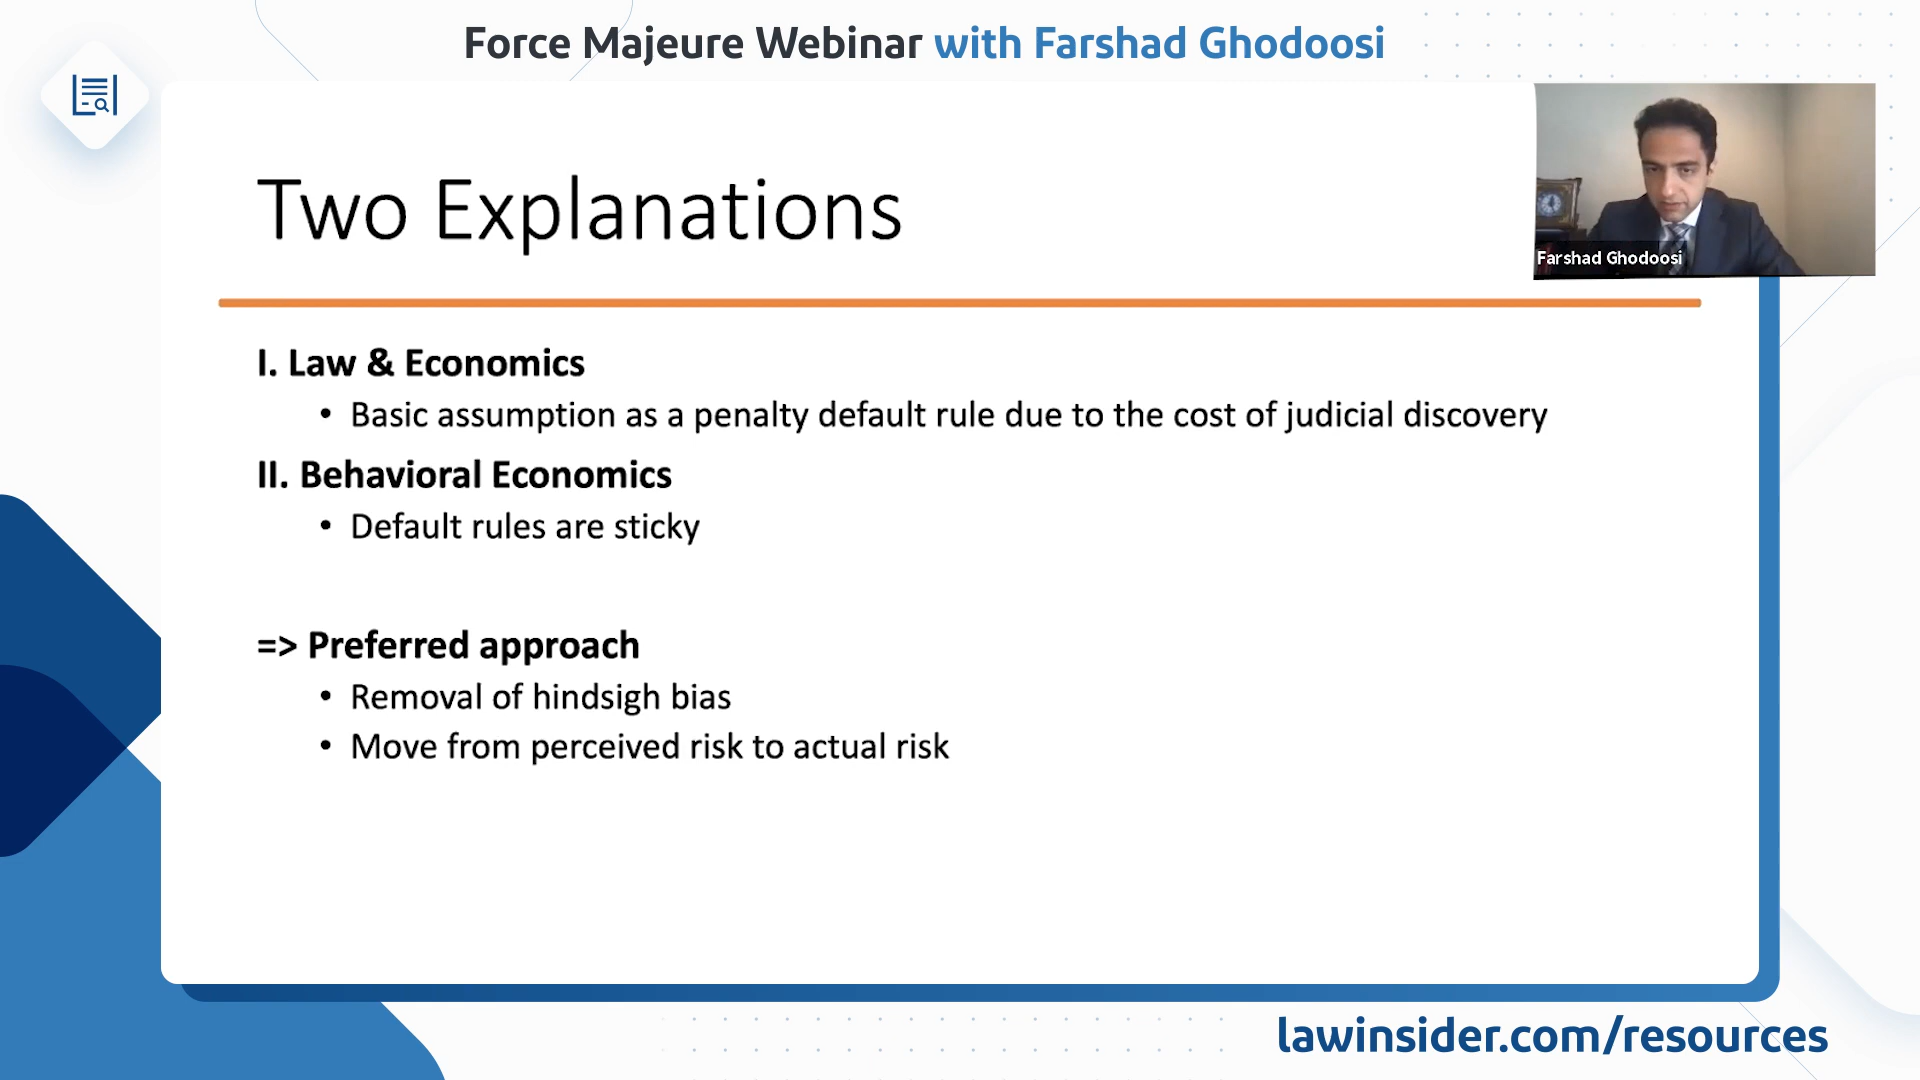 Force Majeure Webinar with Farshad Ghodoosi
Two Explanations
Farshad Ghodoosi
I. Law & Economics
• Basic assumption as a penalty default rule due to the cost of judicial discovery
II. Behavioral Economics
• Default rules are sticky
=> Preferred approach
• Removal of hindsigh bias
• Move from perceived risk to actual risk
lawinsider.com/resources